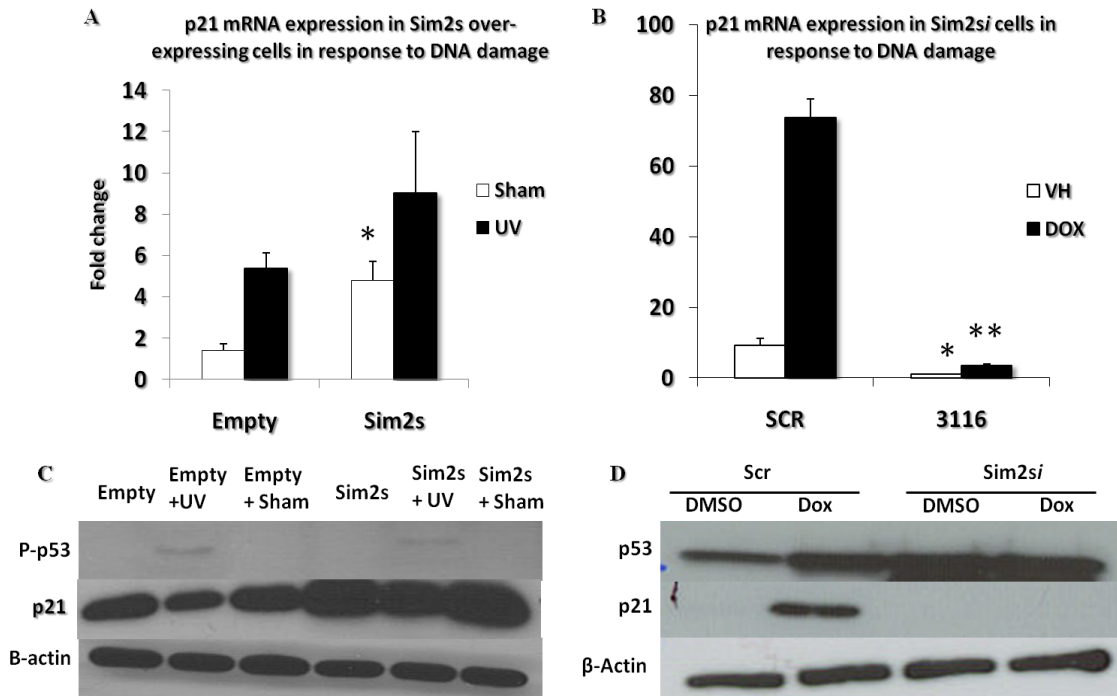 A
p21 mRNA expression in Sim2s over-
expressing cells in response to DNA damage
14
12
10
8
6
4
2
0
Fold change
*
Sham
UV
Empty
Sim2s
B
p21 mRNA expression in Sim2si cells in
response to DNA damage
100
80
60
40
20
0
*
**
VH
DOX
SCR
3116
C
Empty
Empty
+UV
Empty
+ Sham
Sim2s
Sim2s
+ UV
Sim2s
+ Sham
P-p53
p21
B-actin
D
Scr
Sim2si
DMSO
Dox
DMSO
Dox
p53
p21
β-Actin